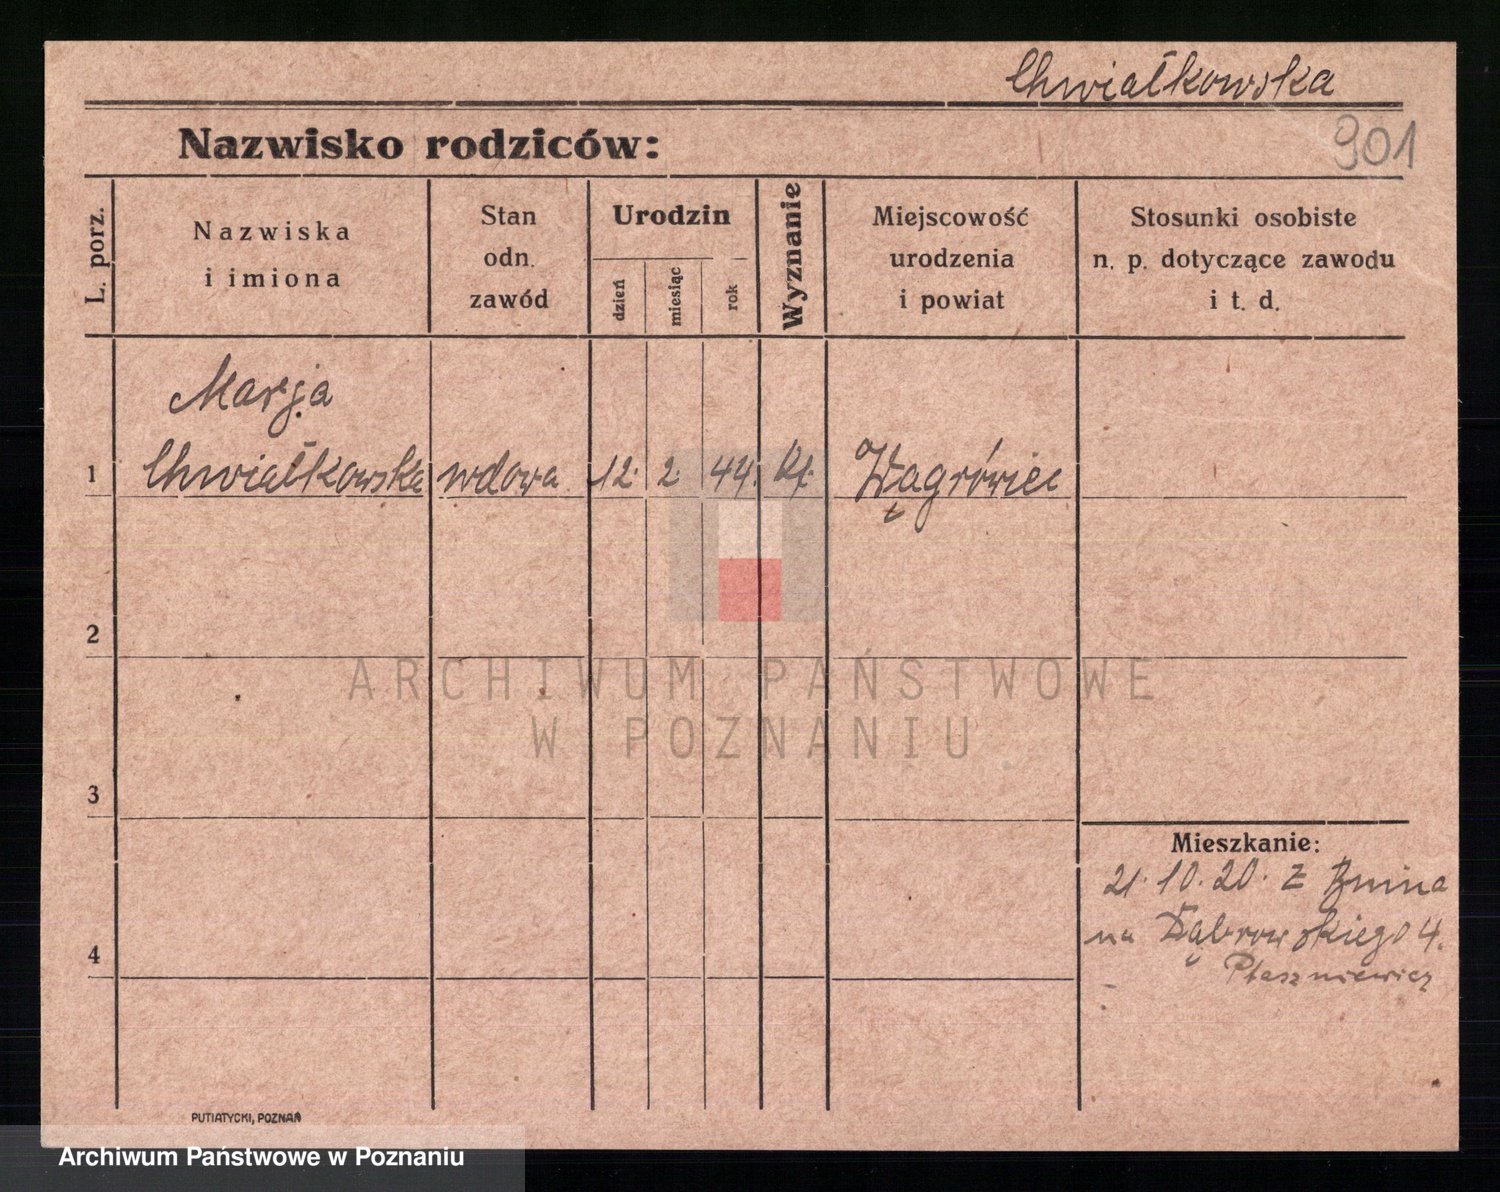 Chwiałkowska
901
Nazwisko rodziców:
L. porz.
Nazwiska
i imiona
Stan
odn.
zawód
Urodzin
dzień
miesiąc
rok
Wyznanie
Miejscowość
urodzenia
i powiat
Stosunki osobiste
n. p. dotyczące zawodu
i t. d.
Marja
1 Chwiałkowska wdowa 12. 2. 44. kt. Wągrówiec
2
ARCHIWUM PAŃSTWOWE
W POZNANIU
3
Mieszkanie:
21. 10. 20. z Żnina
na Dąbrowskiego 4.
4
Ptaszniewicz
PUTIATYCKI, POZNAŃ
Archiwum Państwowe w Poznaniu